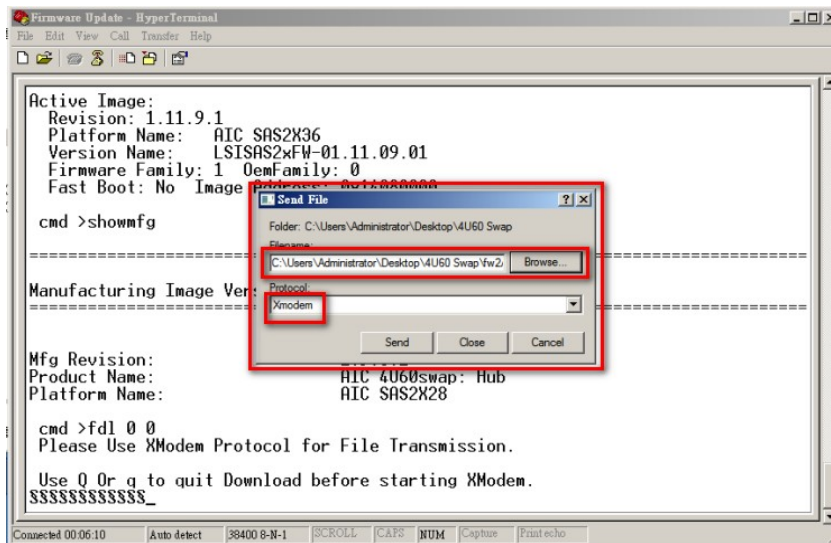 Firmware Update - HyperTerminal
File Edit View Call Transfer Help
Active Image:
Revision: 1.11.9.1
Platform Name: AIC SAS2X36
Version Name: LSISAS2xFW-01.11.09.01
Firmware Family: 1 OemFamily: 0
Fast Boot: No Image
cmd >showmfg
================================================================================
Manufacturing Image
================================================================================
Mfg Revision:
Product Name: AIC 4U60swap: Hub
Platform Name: AIC SAS2X28
cmd >fdl 0 0
Please Use XModem Protocol for File Transmission.
Use Q Or q to quit Download before starting XModem.
§§§§§§§§§§§§§_
Send File
Folder: C:\Users\Administrator\Desktop\4U60 Swap
Filename:
C:\Users\Administrator\Desktop\4U60 Swap\fw2 Browse...
Protocol:
Xmodem
Send Close Cancel
Connected 00:06:10 Auto detect 38400 8-N-1 SCROLL CAPS NUM Capture Print echo